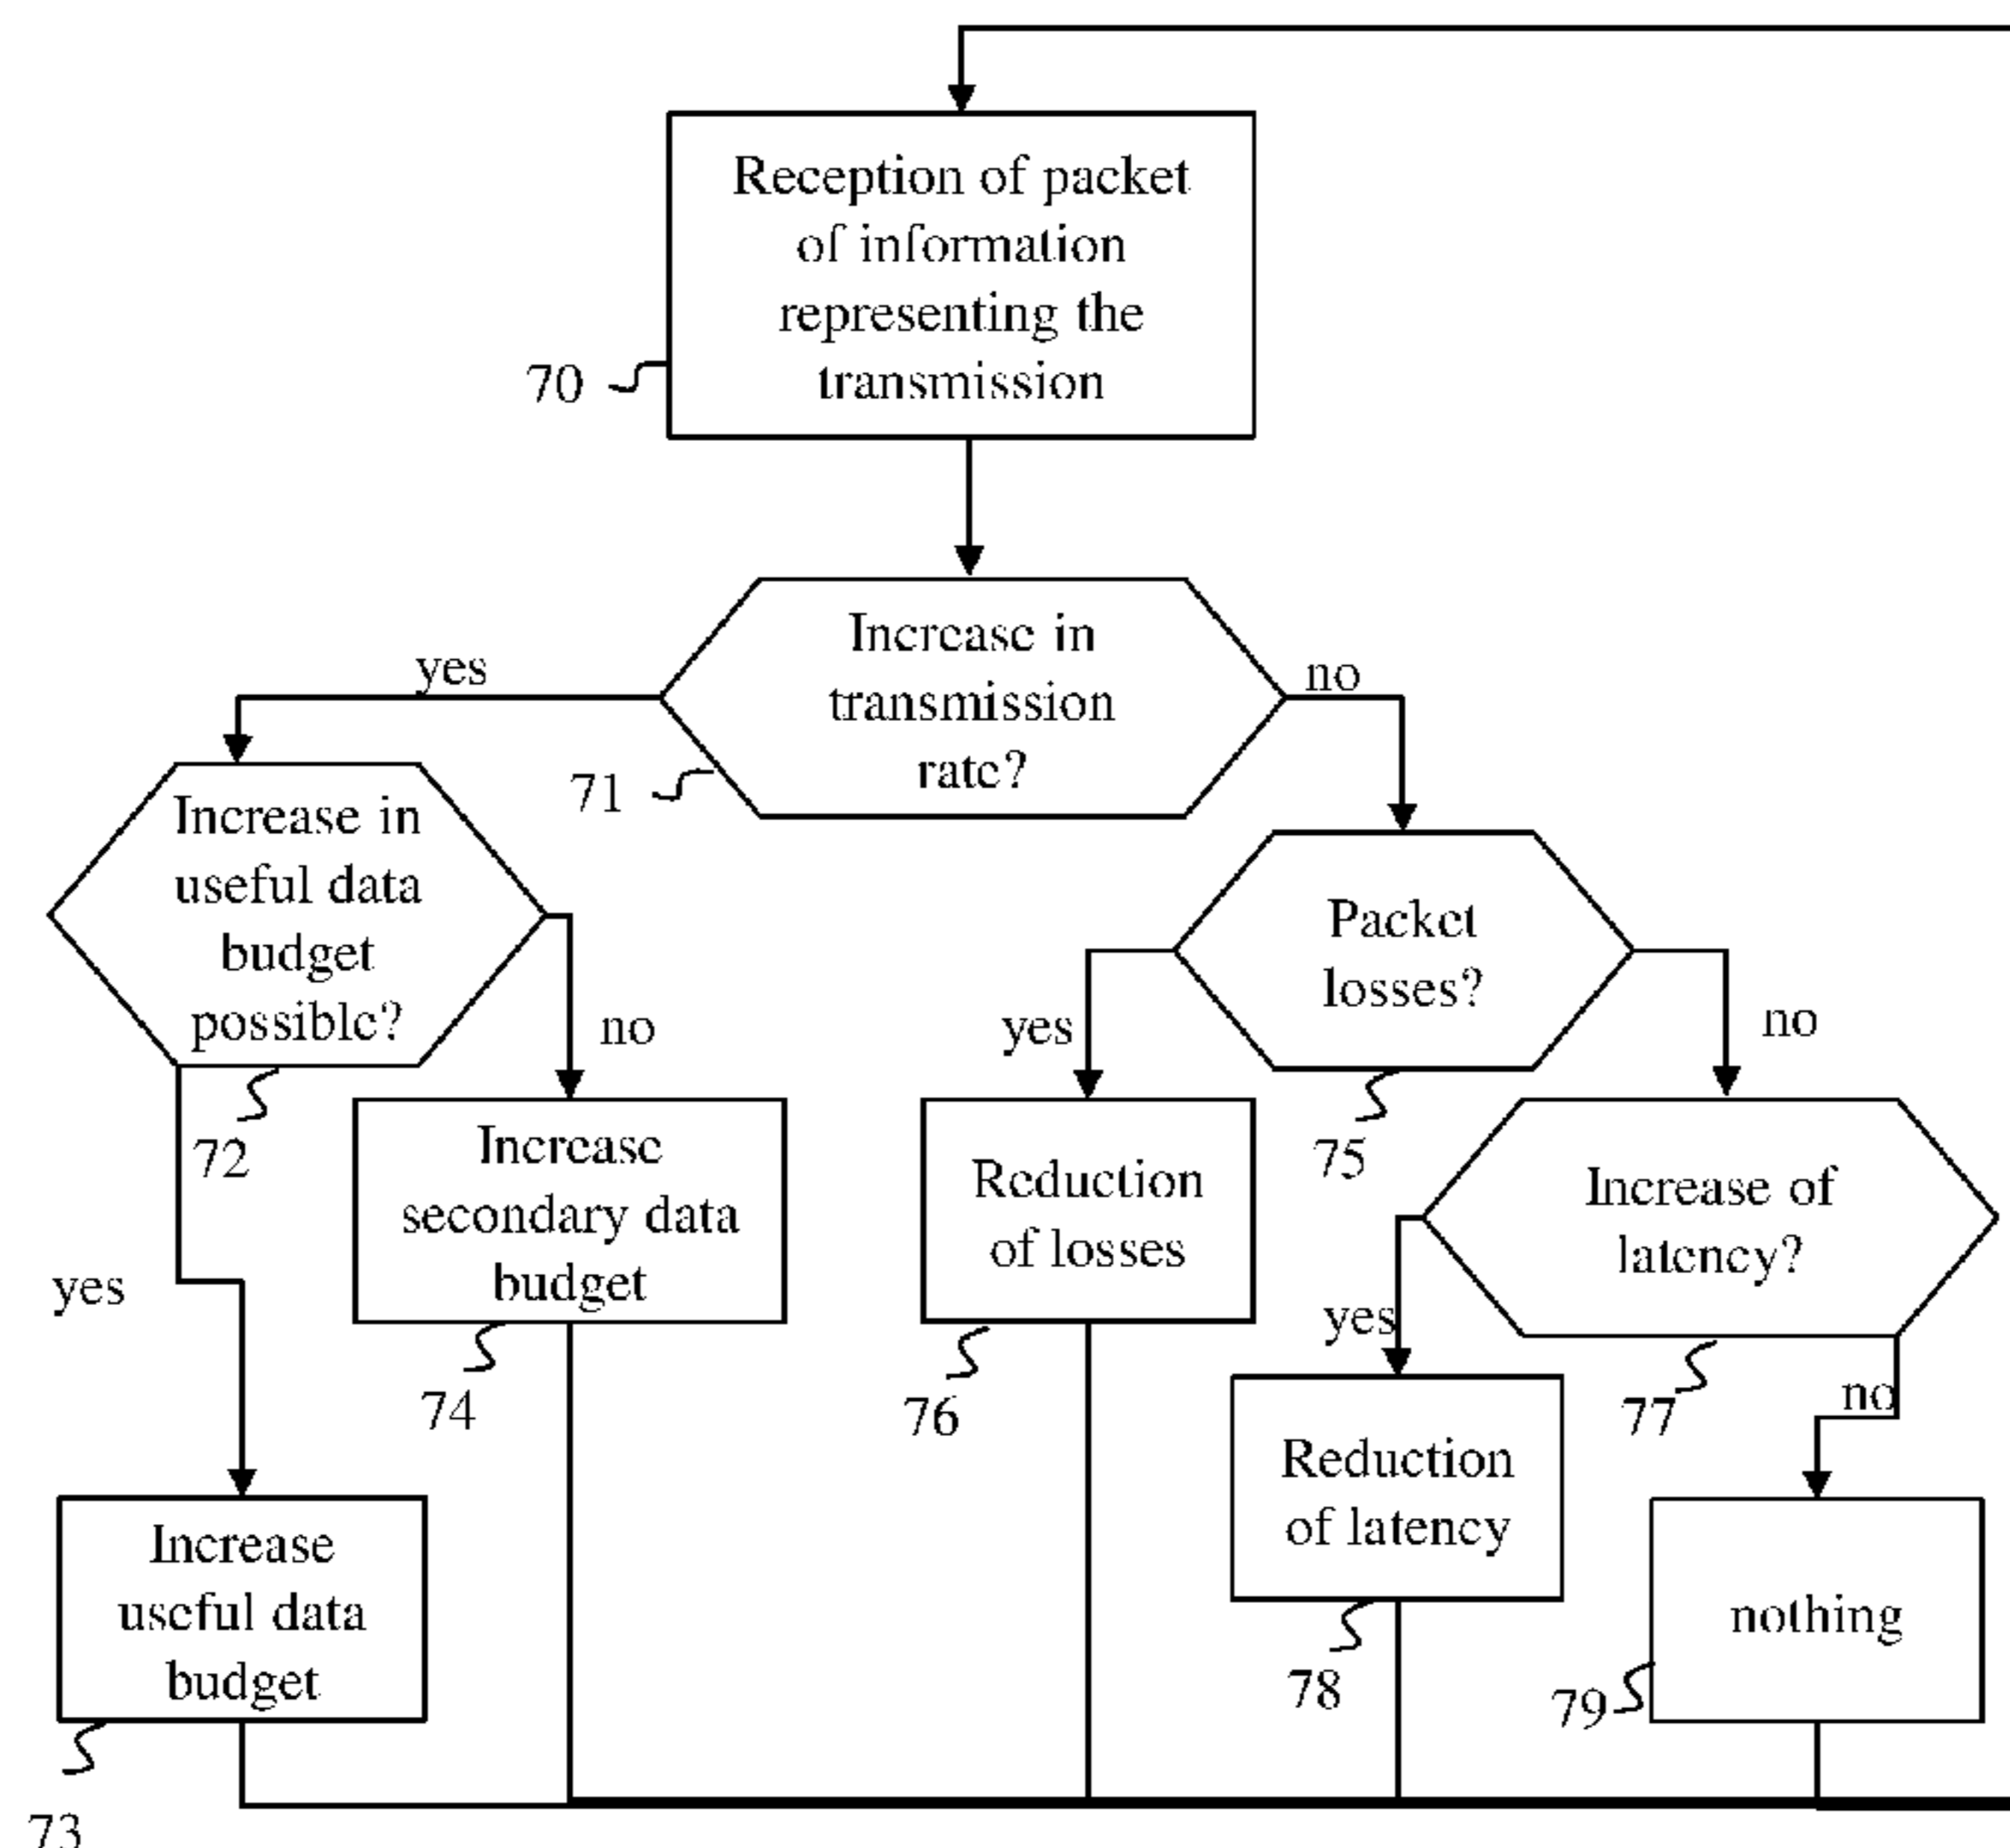 Reception of packet
of information
representing the
transmission
70
Increase in
transmission
rate?
71
yes
no
Increase in
useful data
budget
possible?
72
yes
no
Packet
losses?
75
yes
no
Increase
secondary data
budget
74
Reduction
of losses
76
Increase of
latency?
77
yes
no
Reduction
of latency
78
Increase
useful data
budget
73
nothing
79